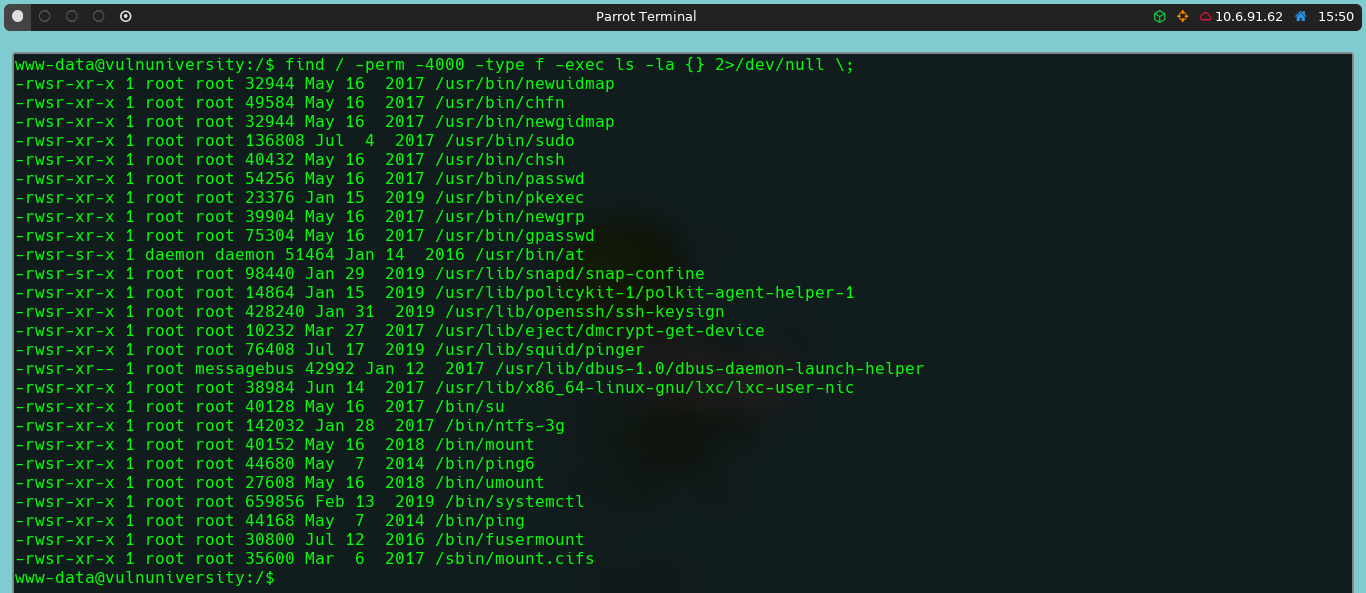 Parrot Terminal
10.6.91.62 15:50
www-data@vulnuniversity:/$ find / -perm -4000 -type f -exec ls -la {} 2>/dev/null \;
-rwsr-xr-x 1 root root 32944 May 16  2017 /usr/bin/newuidmap
-rwsr-xr-x 1 root root 49584 May 16  2017 /usr/bin/chfn
-rwsr-xr-x 1 root root 32944 May 16  2017 /usr/bin/newgidmap
-rwsr-xr-x 1 root root 136808 Jul  4  2017 /usr/bin/sudo
-rwsr-xr-x 1 root root 40432 May 16  2017 /usr/bin/chsh
-rwsr-xr-x 1 root root 54256 May 16  2017 /usr/bin/passwd
-rwsr-xr-x 1 root root 23376 Jan 15  2019 /usr/bin/pkexec
-rwsr-xr-x 1 root root 39904 May 16  2017 /usr/bin/newgrp
-rwsr-xr-x 1 root root 75304 May 16  2017 /usr/bin/gpasswd
-rwsr-sr-x 1 daemon daemon 51464 Jan 14  2016 /usr/bin/at
-rwsr-sr-x 1 root root 98440 Jan 29  2019 /usr/lib/snapd/snap-confine
-rwsr-xr-x 1 root root 14864 Jan 15  2019 /usr/lib/policykit-1/polkit-agent-helper-1
-rwsr-xr-x 1 root root 428240 Jan 31  2019 /usr/lib/openssh/ssh-keysign
-rwsr-xr-x 1 root root 10232 Mar 27  2017 /usr/lib/eject/dmcrypt-get-device
-rwsr-xr-x 1 root root 76408 Jul 17  2019 /usr/lib/squid/pinger
-rwsr-xr-- 1 root messagebus 42992 Jan 12  2017 /usr/lib/dbus-1.0/dbus-daemon-launch-helper
-rwsr-xr-x 1 root root 38984 Jun 14  2017 /usr/lib/x86_64-linux-gnu/lxc/lxc-user-nic
-rwsr-xr-x 1 root root 40128 May 16  2017 /bin/su
-rwsr-xr-x 1 root root 142032 Jan 28  2017 /bin/ntfs-3g
-rwsr-xr-x 1 root root 40152 May 16  2018 /bin/mount
-rwsr-xr-x 1 root root 44680 May  7  2014 /bin/ping6
-rwsr-xr-x 1 root root 27608 May 16  2018 /bin/umount
-rwsr-xr-x 1 root root 659856 Feb 13  2019 /bin/systemctl
-rwsr-xr-x 1 root root 44168 May  7  2014 /bin/ping
-rwsr-xr-x 1 root root 30800 Jul 12  2016 /bin/fusermount
-rwsr-xr-x 1 root root 35600 Mar  6  2017 /sbin/mount.cifs
www-data@vulnuniversity:/$